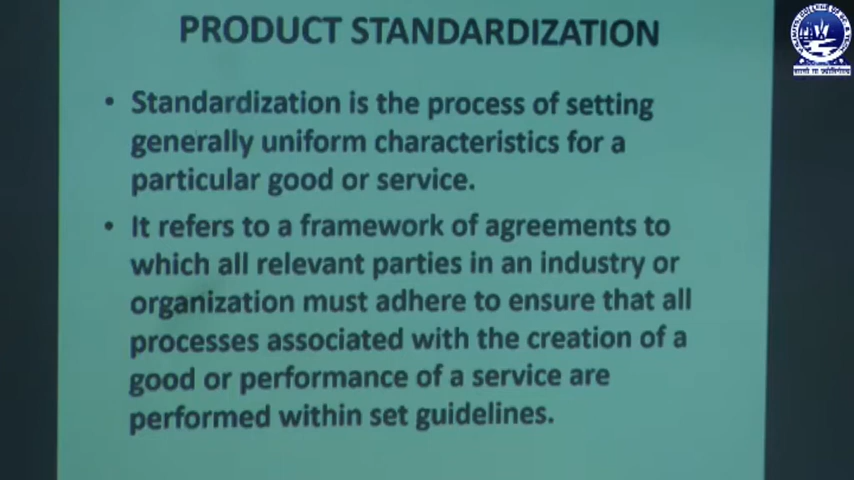 PRODUCT STANDARDIZATION
• Standardization is the process of setting
generally uniform characteristics for a
particular good or service.
• It refers to a framework of agreements to
which all relevant parties in an industry or
organization must adhere to ensure that all
processes associated with the creation of a
good or performance of a service are
performed within set guidelines.